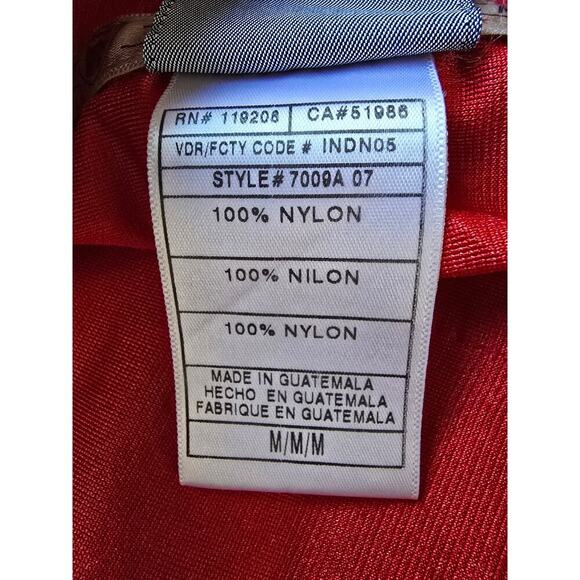 RN# 119208 CA#51986
VDR/FCTY CODE # INDN05
STYLE# 7009A 07
100% NYLON
100% NILON
100% NYLON
MADE IN GUATEMALA
HECHO EN GUATEMALA
FABRIQUE EN GUATEMALA
M/M/M